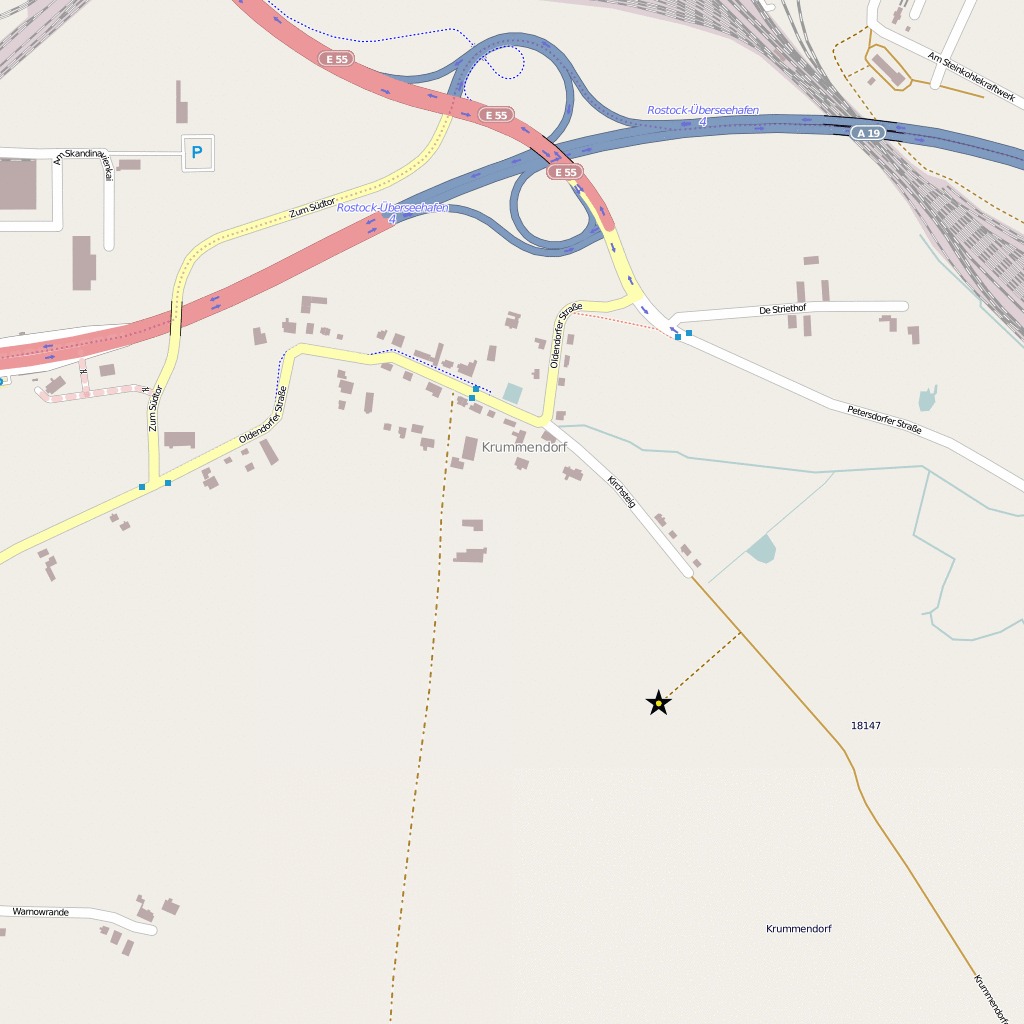 E 55
Am Steinkohlekraftwerk
Rostock-Überseehafen
4
E 55
A 19
Am Skandinavienkai
P
E 55
Zum Südtor
Rostock-Überseehafen
4
De Striethof
Oldendorfer Straße
Zum Südtor
Oldendorfer Straße
Petersdorfer Straße
Krummendorf
Kirchsteig
18147
Warnowrande
Krummendorf